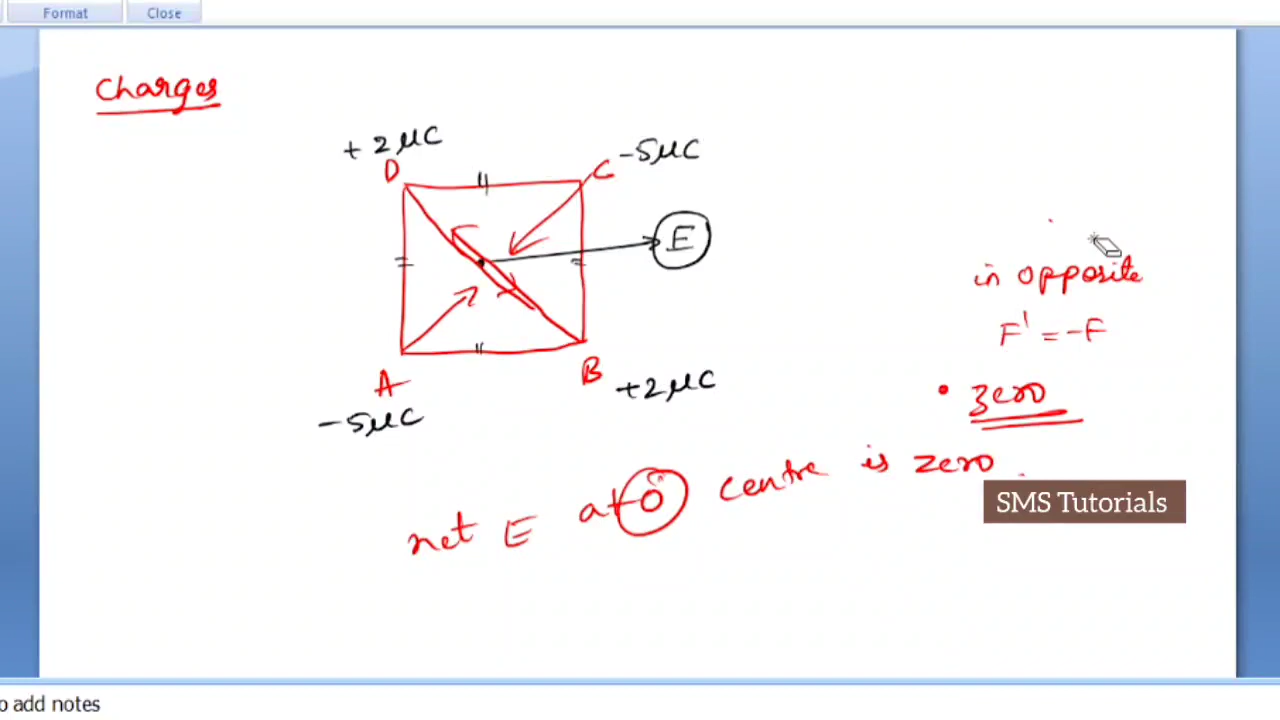 Format Close
Charges
+2μC
D
C -5μC
E
in opposite
F' = -F
A
-5μC
B
+2μC
• zero
net E at O centre is zero.
SMS Tutorials
o add notes